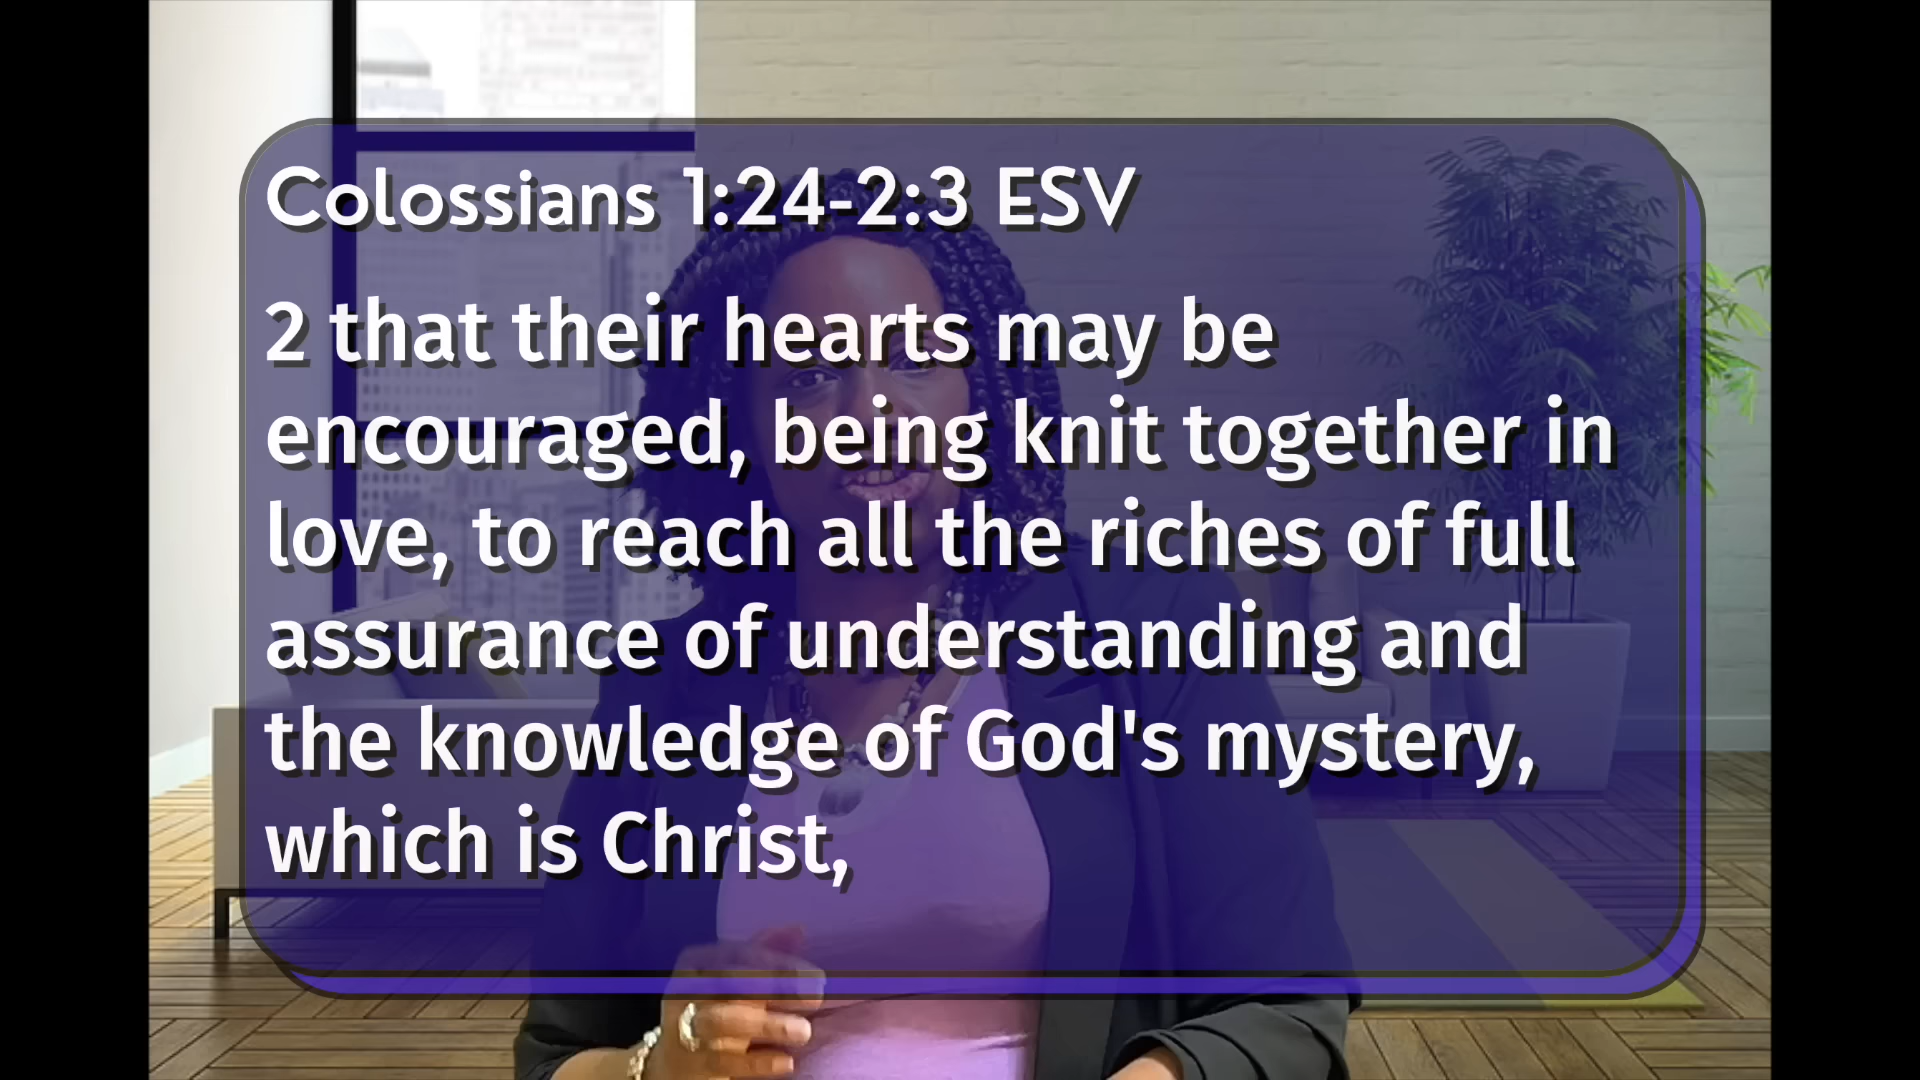 Colossians 1:24-2:3 ESV
2 that their hearts may be
encouraged, being knit together in
love, to reach all the riches of full
assurance of understanding and
the knowledge of God's mystery,
which is Christ,